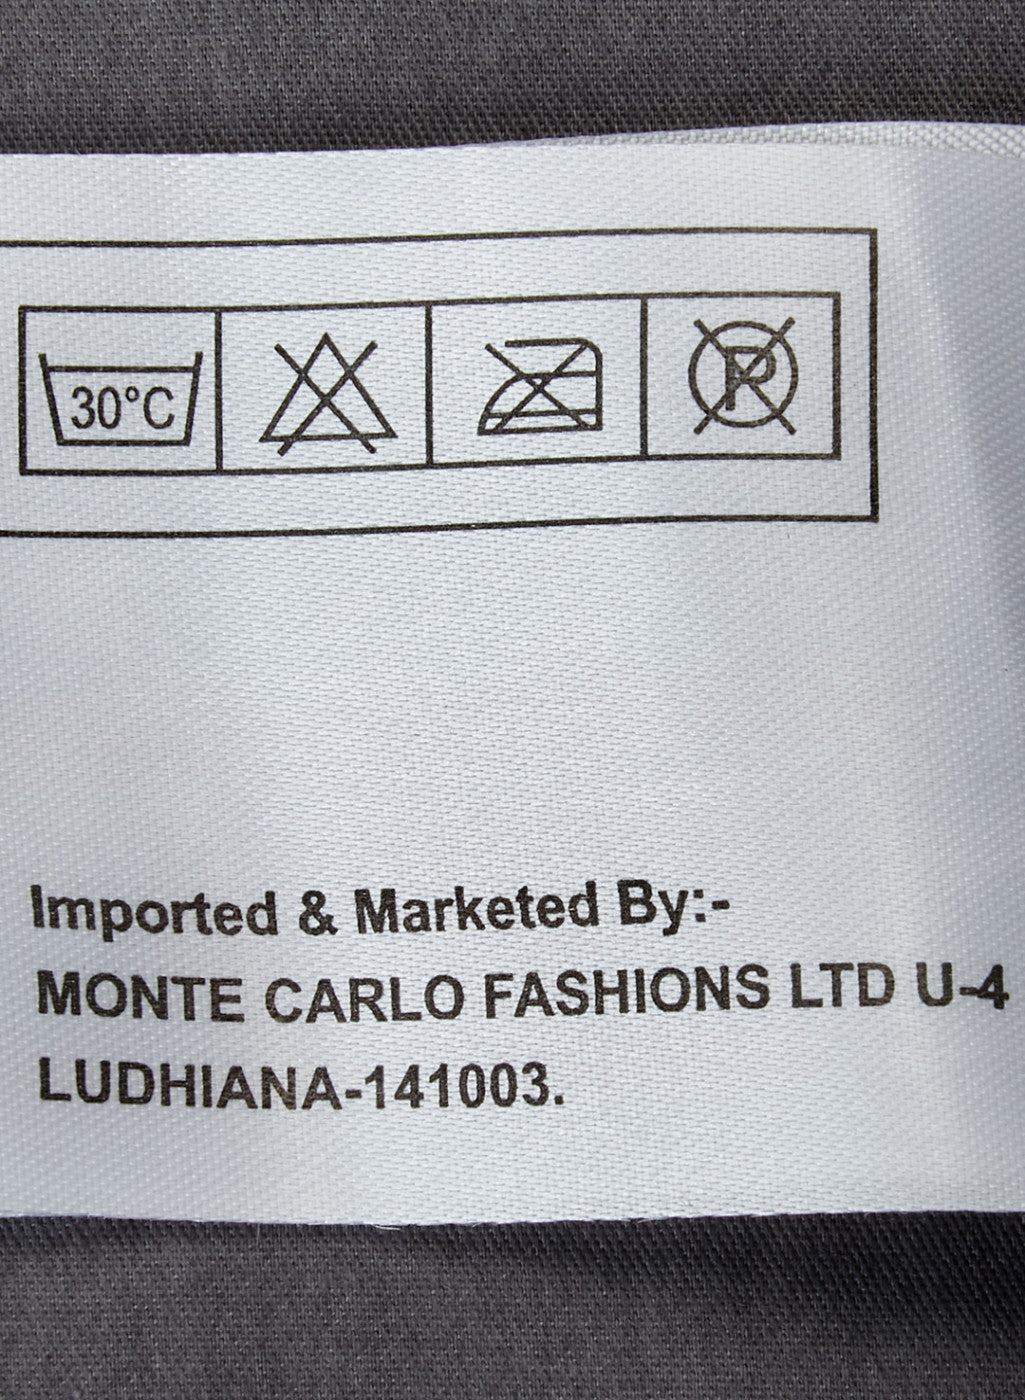 30°C
P
Imported & Marketed By:-
MONTE CARLO FASHIONS LTD U-4
LUDHIANA-141003.